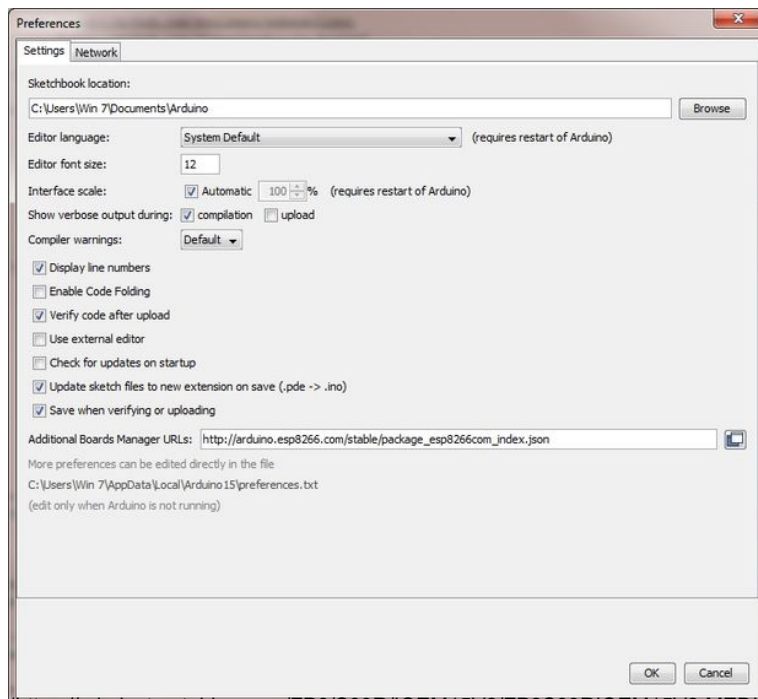 Preferences
Settings Network
Sketchbook location:
C:\Users\Win 7\Documents\Arduino Browse
Editor language: System Default (requires restart of Arduino)
Editor font size: 12
Interface scale: Automatic 100 % (requires restart of Arduino)
Show verbose output during: compilation upload
Compiler warnings: Default
Display line numbers
Enable Code Folding
Verify code after upload
Use external editor
Check for updates on startup
Update sketch files to new extension on save (.pde -> .ino)
Save when verifying or uploading
Additional Boards Manager URLs: http://arduino.esp8266.com/stable/package_esp8266com_index.json
More preferences can be edited directly in the file
C:\Users\Win 7\AppData\Local\Arduino15\preferences.txt
(edit only when Arduino is not running)
OK Cancel